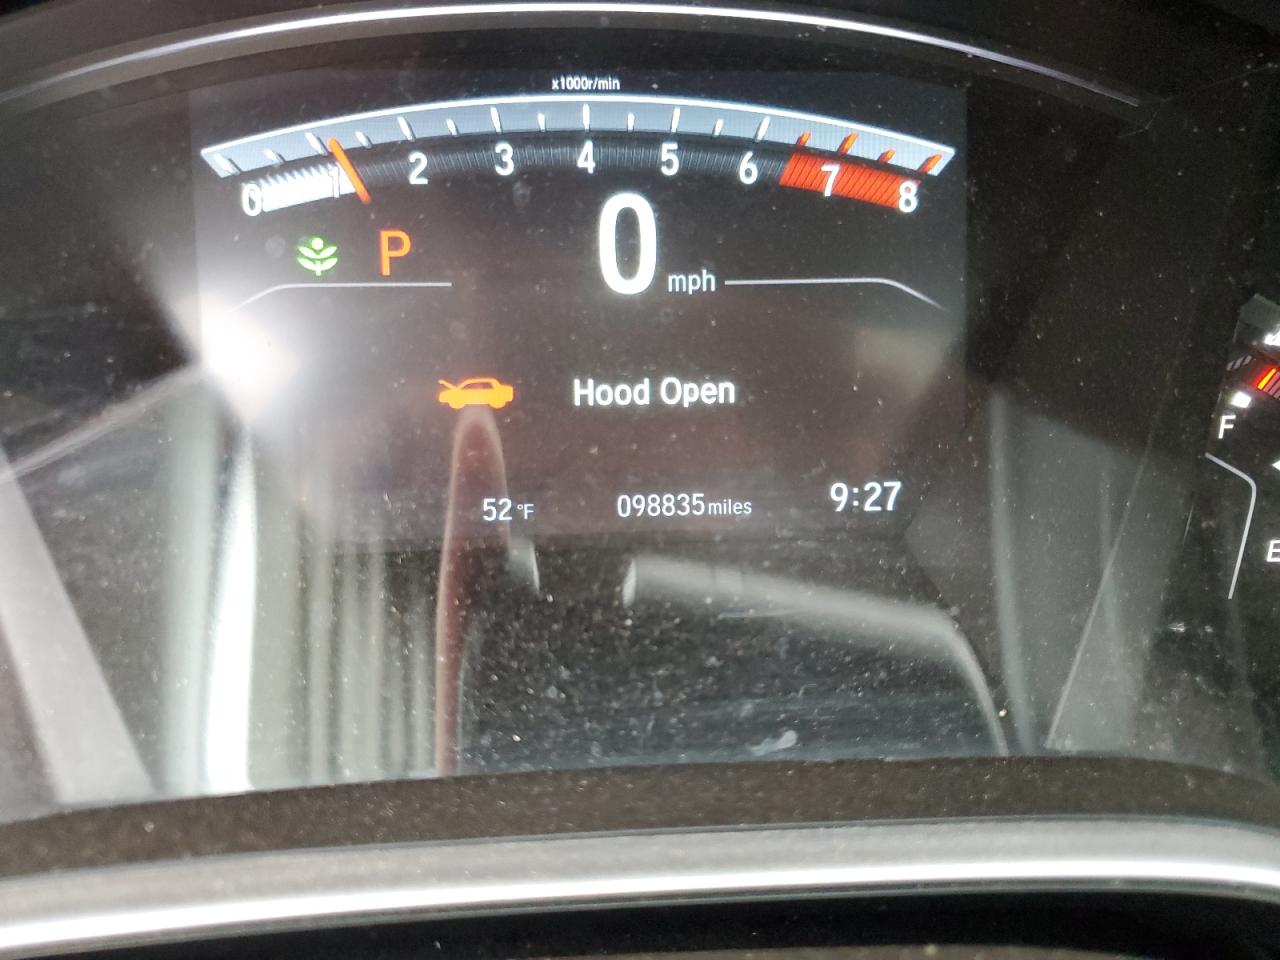 x1000r/min
0 1 2 3 4 5 6 7 8
P
0 mph
Hood Open
52 °F 098835 miles 9:27
F
E